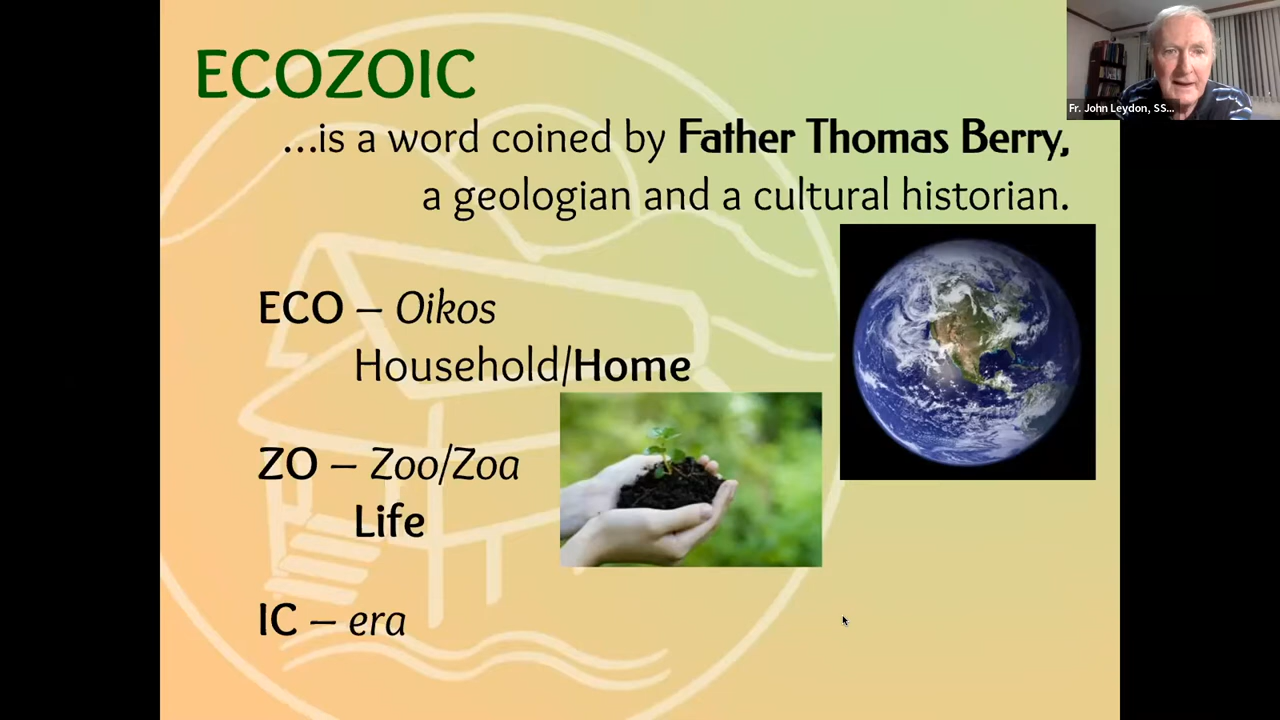 ECOZOIC
Fr. John Leydon, SS...
...is a word coined by Father Thomas Berry,
a geologian and a cultural historian.
ECO – Oikos
Household/Home
ZO – Zoo/Zoa
Life
IC – era